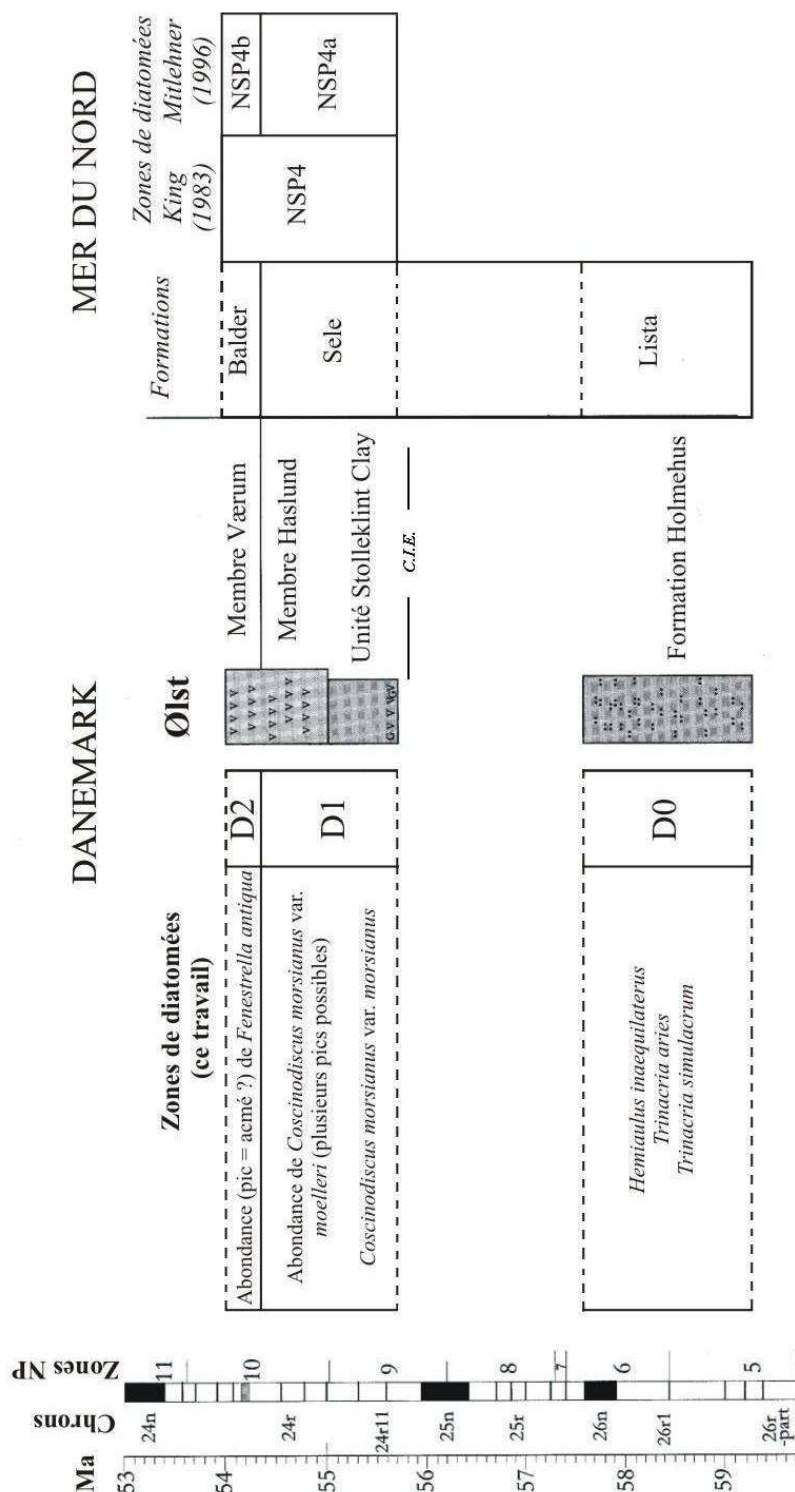 DANEMARK
MER DU NORD
Ma
Chrons
Zones NP
Zones de diatomées
(ce travail)
Ølst
Formations
Zones de diatomées
King
(1983)
Mitlehner
(1996)
53
54
55
56
57
58
59
24n
24r
24r11
25n
25r
26n
26r1
26r
-part
11
10
9
8
7
6
5
Abondance (pic = acmé ?) de Fenestrella antiqua
D2
Abondance de Coscinodiscus morsianus var.
moelleri (plusieurs pics possibles)
Coscinodiscus morsianus var. morsianus
D1
Hemiaulus inaequilaterus
Trinacria aries
Trinacria simulacrum
D0
V V V V
V V V V
V V V V
V V V V
V V V V
Membre Værum
Membre Haslund
Unité Stolleklint Clay
C.I.E.
Formation Holmehus
Balder
Sele
Lista
NSP4
NSP4b
NSP4a